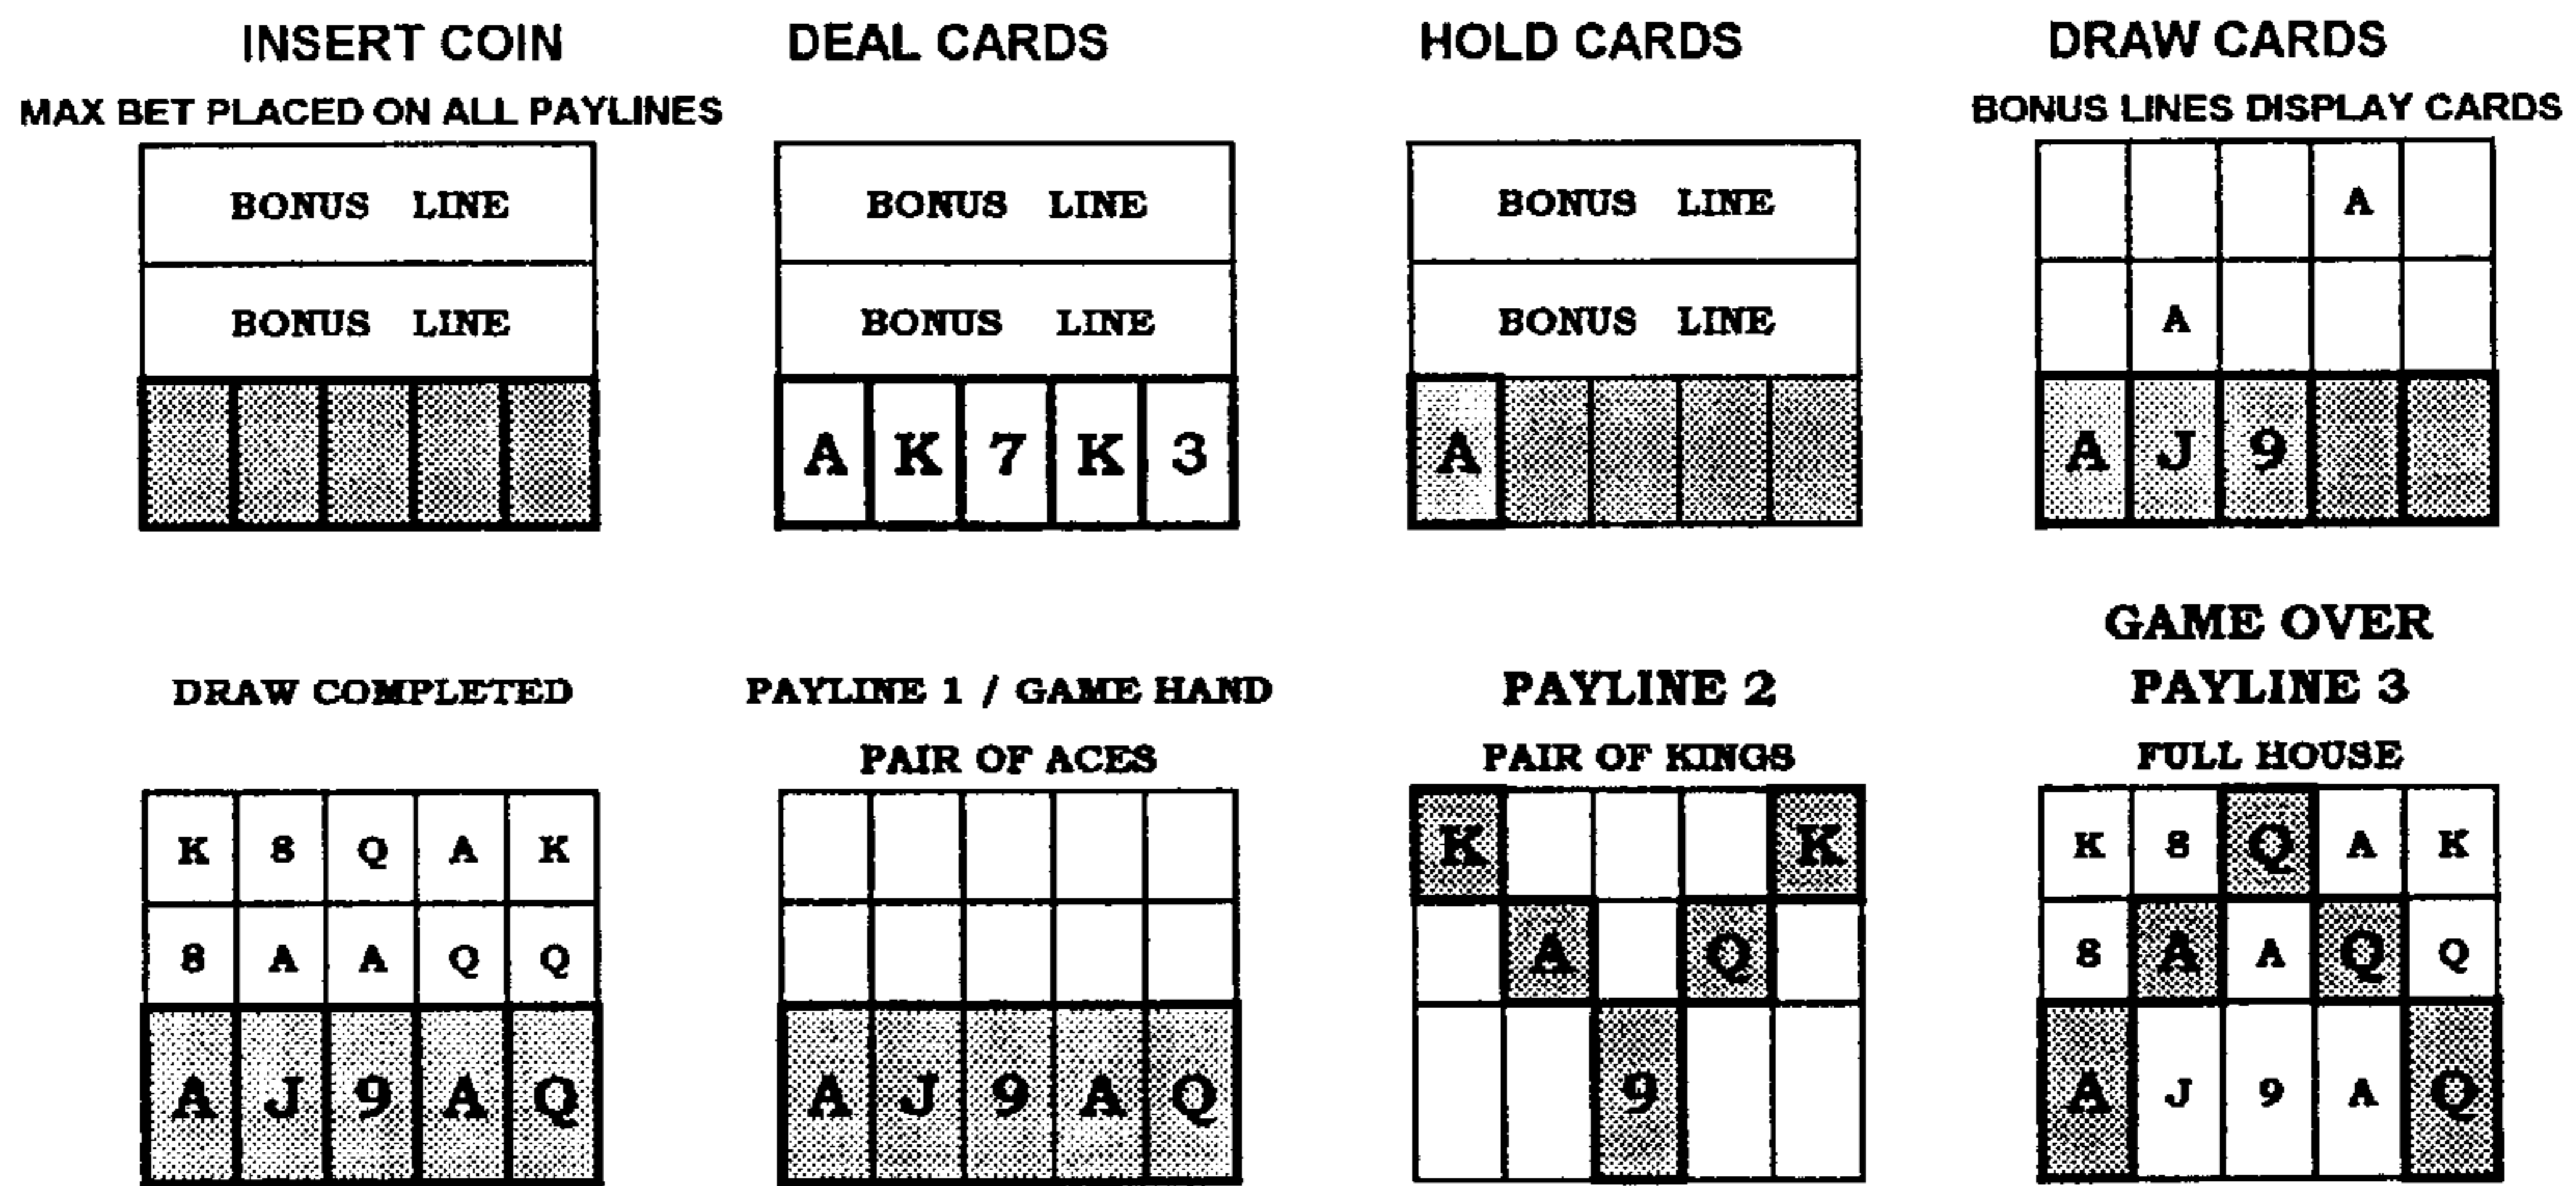 INSERT COIN
MAX BET PLACED ON ALL PAYLINES
BONUS LINE
BONUS LINE
DEAL CARDS
BONUS LINE
BONUS LINE
A K 7 K 3
HOLD CARDS
BONUS LINE
BONUS LINE
A
DRAW CARDS
BONUS LINES DISPLAY CARDS
A
A
A J 9
DRAW COMPLETED
K 8 Q A K
8 A A Q Q
A J 9 A Q
PAYLINE 1 / GAME HAND
PAIR OF ACES
A J 9 A Q
PAYLINE 2
PAIR OF KINGS
K K
A Q
9
GAME OVER
PAYLINE 3
FULL HOUSE
K 8 Q A K
8 A A Q Q
A J 9 A Q